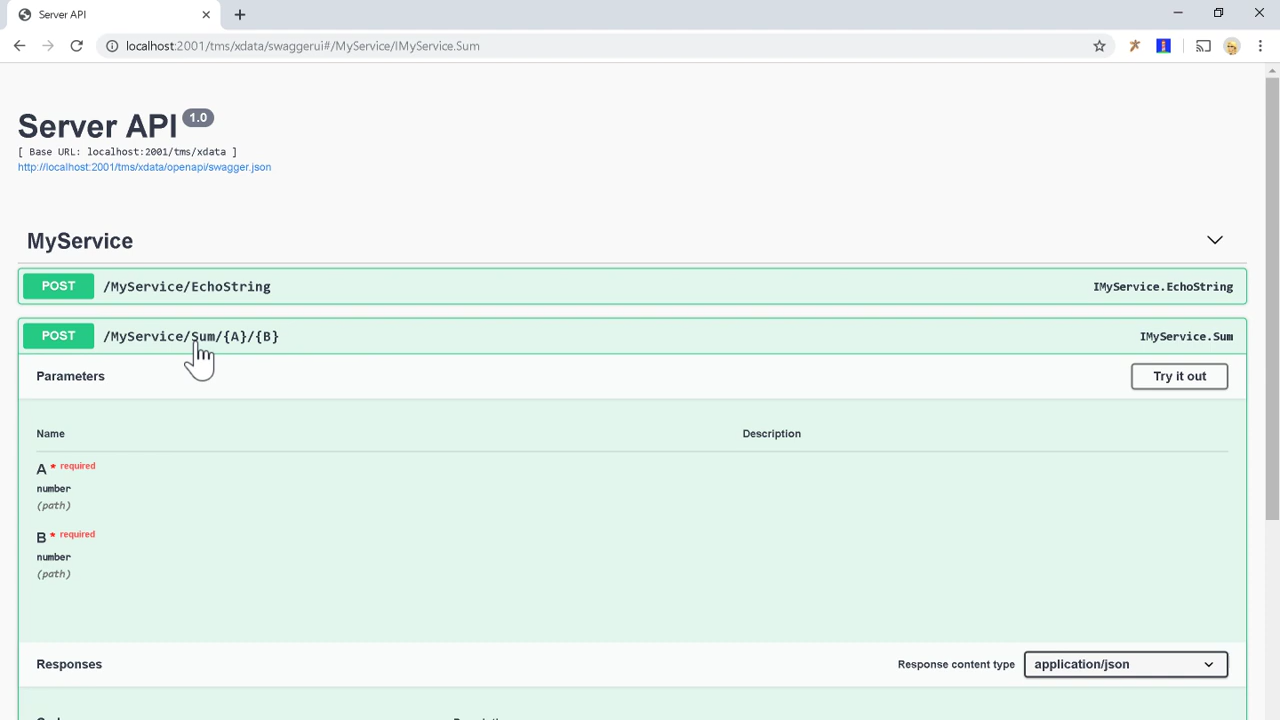 Server API
localhost:2001/tms/xdata/swaggerui#/MyService/IMyService.Sum
Server API 1.0
[ Base URL: localhost:2001/tms/xdata ]
http://localhost:2001/tms/xdata/openapi/swagger.json
MyService
POST /MyService/EchoString IMyService.EchoString
POST /MyService/Sum/{A}/{B} IMyService.Sum
Parameters Try it out
Name Description
A * required
number
(path)
B * required
number
(path)
Responses Response content type application/json